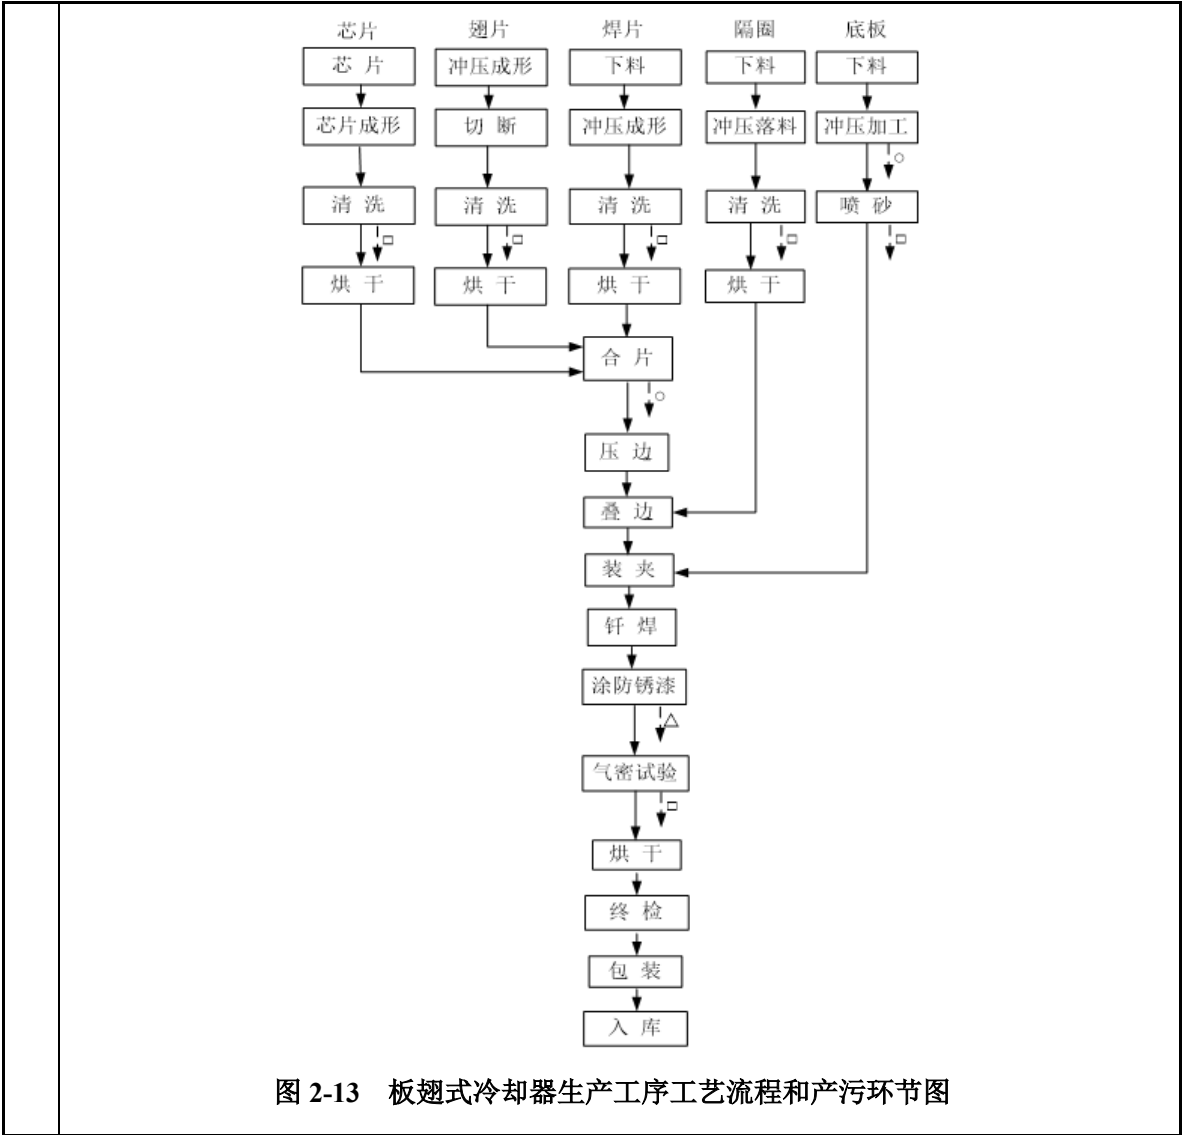 芯片 翅片 焊片 隔圈 底板
芯 片 冲压成形 下料 下料 下料
芯片成形 切 断 冲压成形 冲压落料 冲压加工
清 洗 清 洗 清 洗 清 洗 喷 砂
烘 干 烘 干 烘 干 烘 干
合 片
压 边
叠 边
装 夹
钎 焊
涂防锈漆
气密试验
烘 干
终 检
包 装
入 库
图 2-13 板翅式冷却器生产工序工艺流程和产污环节图